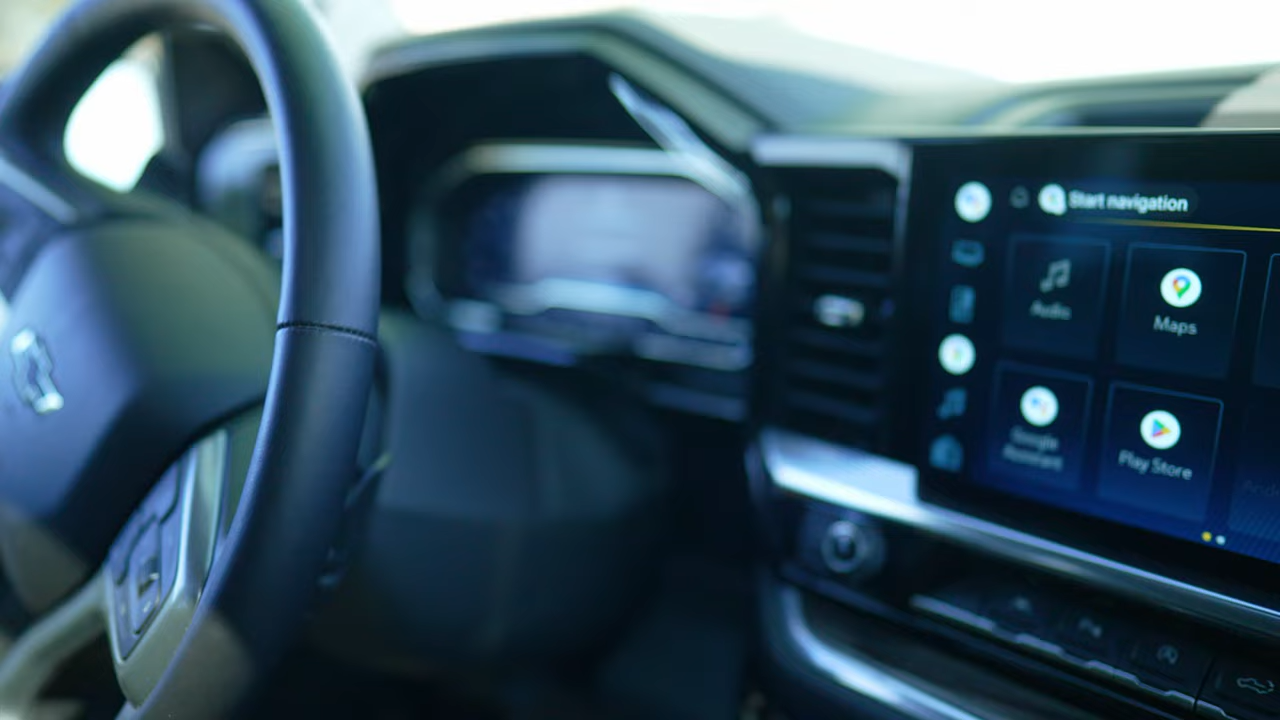 Start navigation
Audio
Maps
Google
Assistant
Play Store